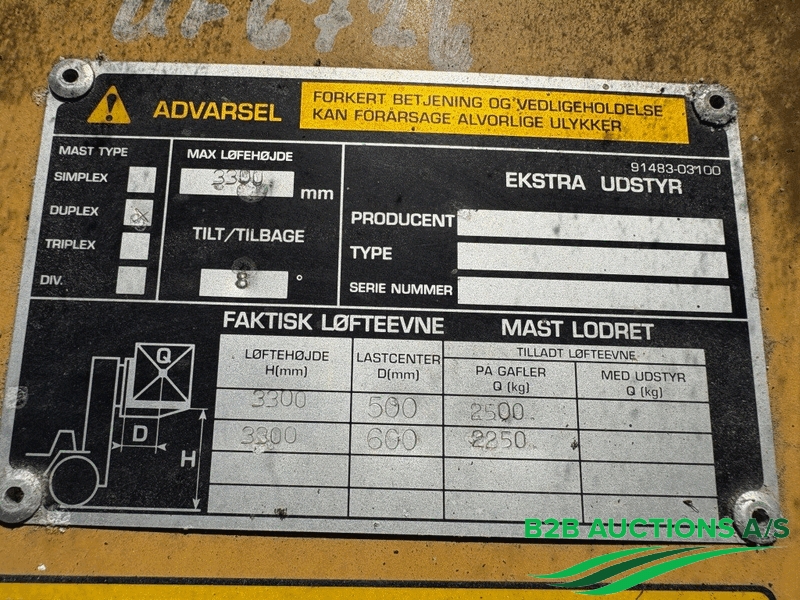 ADVARSEL
FORKERT BETJENING OG VEDLIGEHOLDELSE
KAN FORÅRSAGE ALVORLIGE ULYKKER
MAST TYPE
SIMPLEX
DUPLEX X
TRIPLEX
DIV.
MAX LØFEHØJDE
3300 mm
TILT/TILBAGE
8 °
91483-03100
EKSTRA UDSTYR
PRODUCENT
TYPE
SERIE NUMMER
FAKTISK LØFTEEVNE MAST LODRET
LØFTEHØJDE
H(mm)
LASTCENTER
D(mm)
TILLADT LØFTEEVNE
PÅ GAFLER
Q (kg)
MED UDSTYR
Q (kg)
3300 500 2500
3300 600 2250
Q
D
H
B2B AUCTIONS A/S